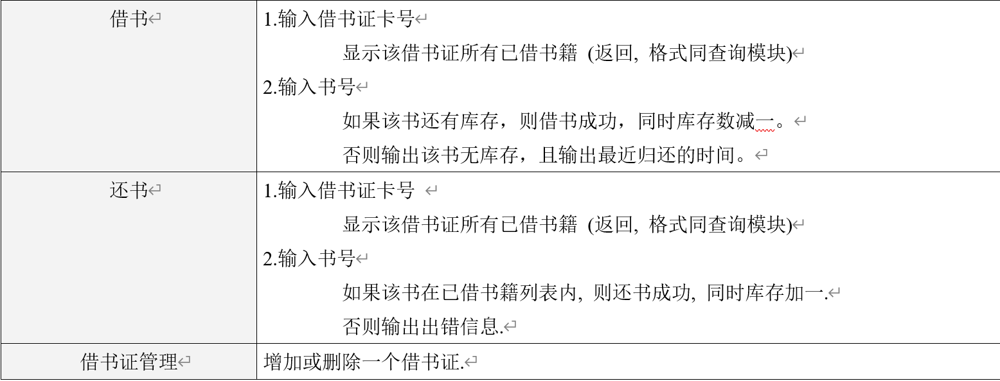 借书
1.输入借书证卡号
显示该借书证所有已借书籍 (返回, 格式同查询模块)
2.输入书号
如果该书还有库存，则借书成功，同时库存数减一。
否则输出该书无库存，且输出最近归还的时间。
还书
1.输入借书证卡号
显示该借书证所有已借书籍 (返回, 格式同查询模块)
2.输入书号
如果该书在已借书籍列表内, 则还书成功, 同时库存加一.
否则输出出错信息.
借书证管理
增加或删除一个借书证.